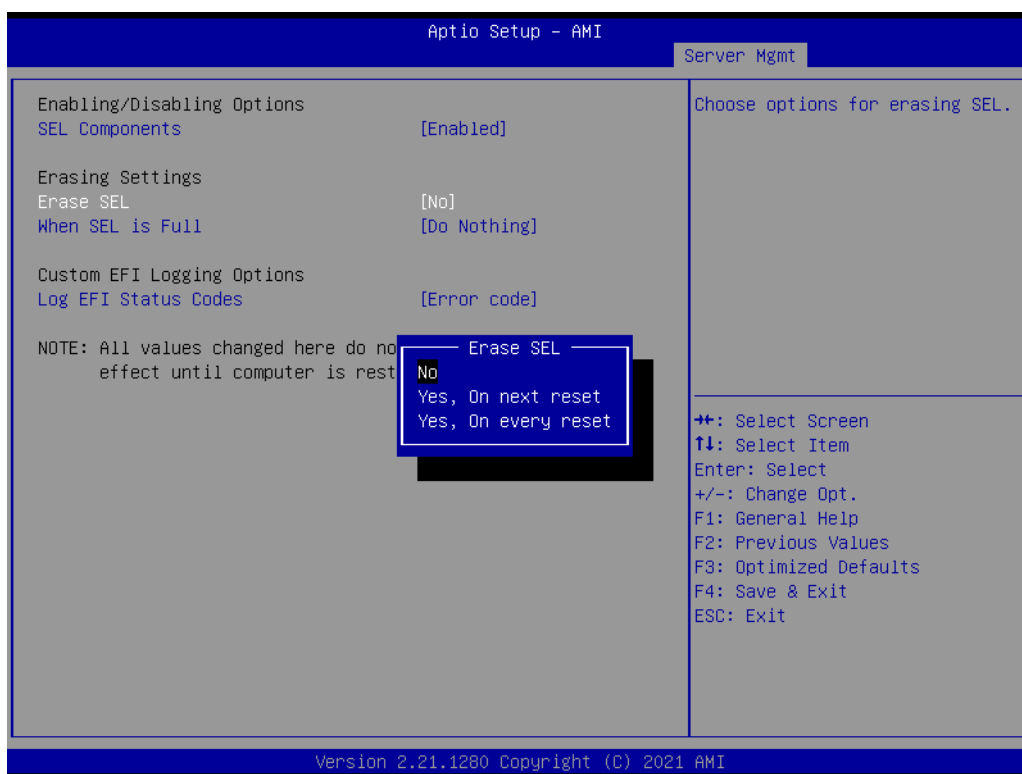 Aptio Setup – AMI
Server Mgmt
Enabling/Disabling Options
SEL Components [Enabled]
Erasing Settings
Erase SEL [No]
When SEL is Full [Do Nothing]
Custom EFI Logging Options
Log EFI Status Codes [Error code]
NOTE: All values changed here do no
effect until computer is rest
Erase SEL
No
Yes, On next reset
Yes, On every reset
Choose options for erasing SEL.
→←: Select Screen
↑↓: Select Item
Enter: Select
+/-: Change Opt.
F1: General Help
F2: Previous Values
F3: Optimized Defaults
F4: Save & Exit
ESC: Exit
Version 2.21.1280 Copyright (C) 2021 AMI